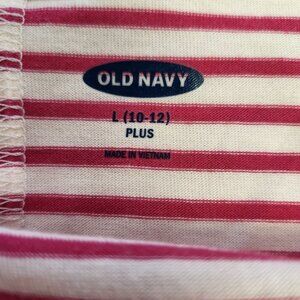 OLD NAVY
L (10-12)
PLUS
MADE IN VIETNAM